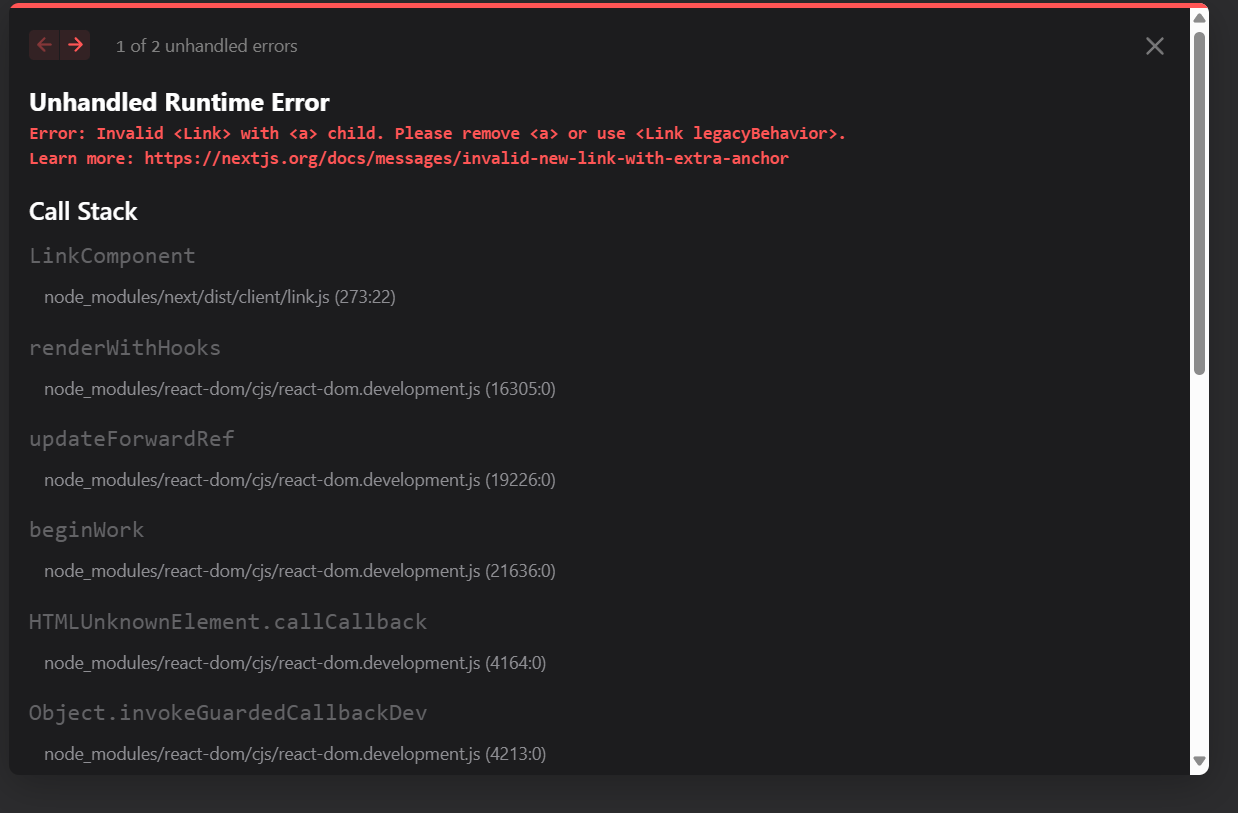 1 of 2 unhandled errors
Unhandled Runtime Error
Error: Invalid <Link> with <a> child. Please remove <a> or use <Link legacyBehavior>.
Learn more: https://nextjs.org/docs/messages/invalid-new-link-with-extra-anchor
Call Stack
LinkComponent
node_modules/next/dist/client/link.js (273:22)
renderWithHooks
node_modules/react-dom/cjs/react-dom.development.js (16305:0)
updateForwardRef
node_modules/react-dom/cjs/react-dom.development.js (19226:0)
beginWork
node_modules/react-dom/cjs/react-dom.development.js (21636:0)
HTMLUnknownElement.callCallback
node_modules/react-dom/cjs/react-dom.development.js (4164:0)
Object.invokeGuardedCallbackDev
node_modules/react-dom/cjs/react-dom.development.js (4213:0)